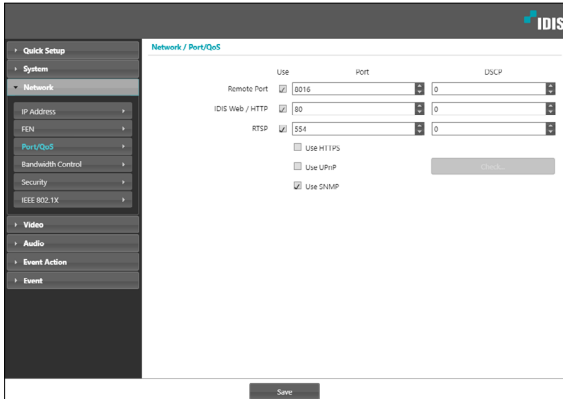 IDIS
Quick Setup
System
Network
IP Address
FEN
Port/QoS
Bandwidth Control
Security
IEEE 802.1X
Video
Audio
Event Action
Event
Network / Port/QoS
Use Port DSCP
Remote Port 8016 0
IDIS Web / HTTP 80 0
RTSP 554 0
Use HTTPS
Use UPnP Check...
Use SNMP
Save